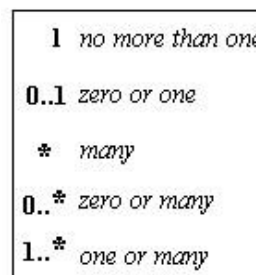 1 no more than one
0..1 zero or one
* many
0..* zero or many
1..* one or many